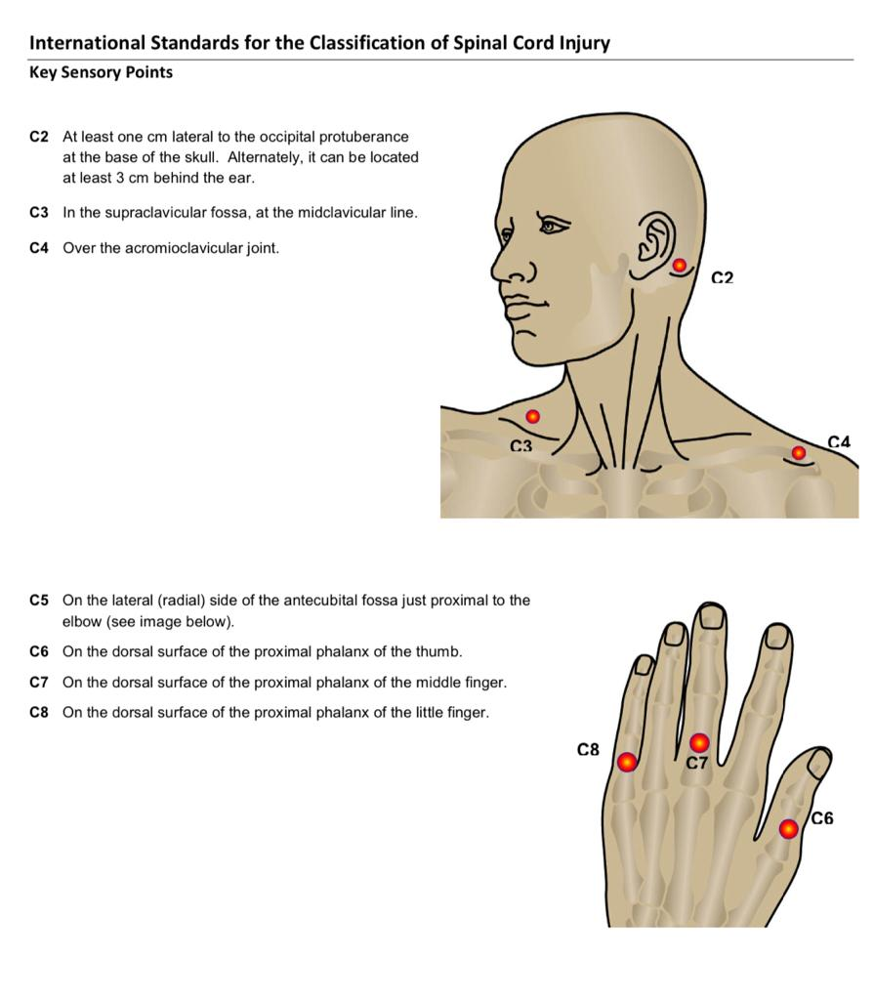 International Standards for the Classification of Spinal Cord Injury
Key Sensory Points
C2 At least one cm lateral to the occipital protuberance
at the base of the skull. Alternately, it can be located
at least 3 cm behind the ear.
C3 In the supraclavicular fossa, at the midclavicular line.
C4 Over the acromioclavicular joint.
C2
C3
C4
C5 On the lateral (radial) side of the antecubital fossa just proximal to the
elbow (see image below).
C6 On the dorsal surface of the proximal phalanx of the thumb.
C7 On the dorsal surface of the proximal phalanx of the middle finger.
C8 On the dorsal surface of the proximal phalanx of the little finger.
C8
C7
C6